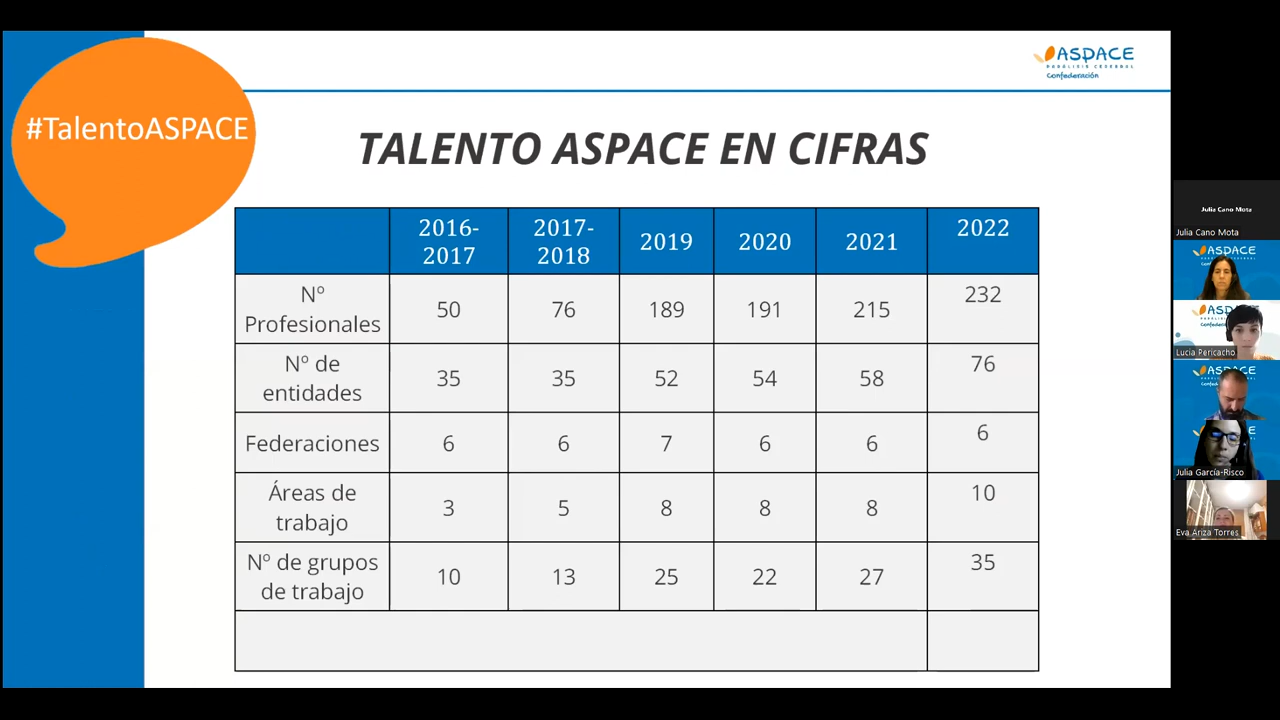 #TalentoASPACE
ASPACE
PARÁLISIS CEREBRAL
Confederación
TALENTO ASPACE EN CIFRAS
2016-
2017
2017-
2018
2019
2020
2021
2022
Nº
Profesionales
50
76
189
191
215
232
Nº de
entidades
35
35
52
54
58
76
Federaciones
6
6
7
6
6
6
Áreas de
trabajo
3
5
8
8
8
10
Nº de grupos
de trabajo
10
13
25
22
27
35
Julia Cano Mota
Julia Cano Mota
ASPACE
ASPACE
Lucía Pericacho
ASPACE
Julia García-Risco
Eva Ariza Torres